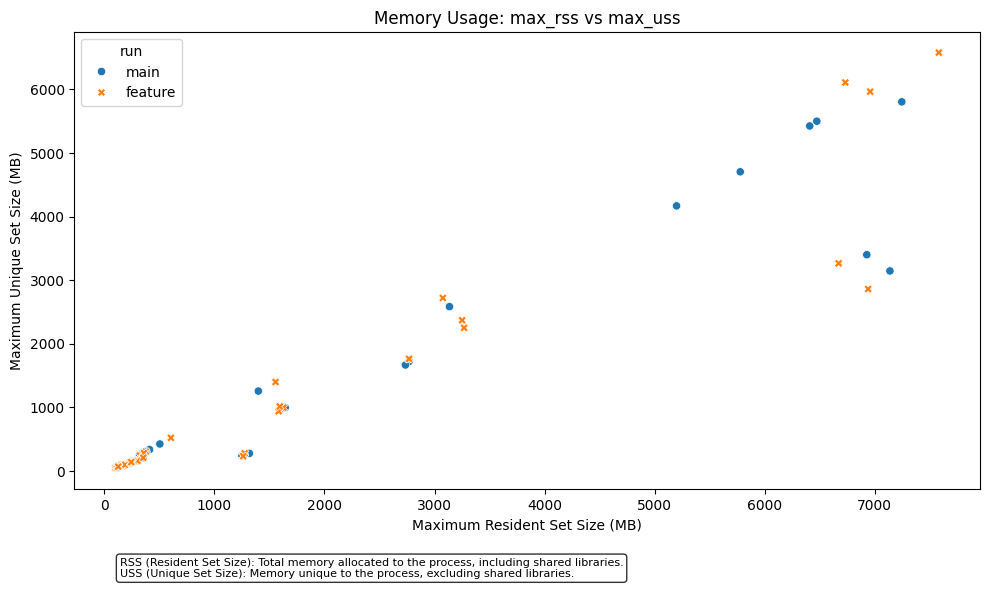 Memory Usage: max_rss vs max_uss
run
main
feature
6000
5000
4000
3000
2000
1000
0
Maximum Unique Set Size (MB)
0 1000 2000 3000 4000 5000 6000 7000
Maximum Resident Set Size (MB)
RSS (Resident Set Size): Total memory allocated to the process, including shared libraries.
USS (Unique Set Size): Memory unique to the process, excluding shared libraries.